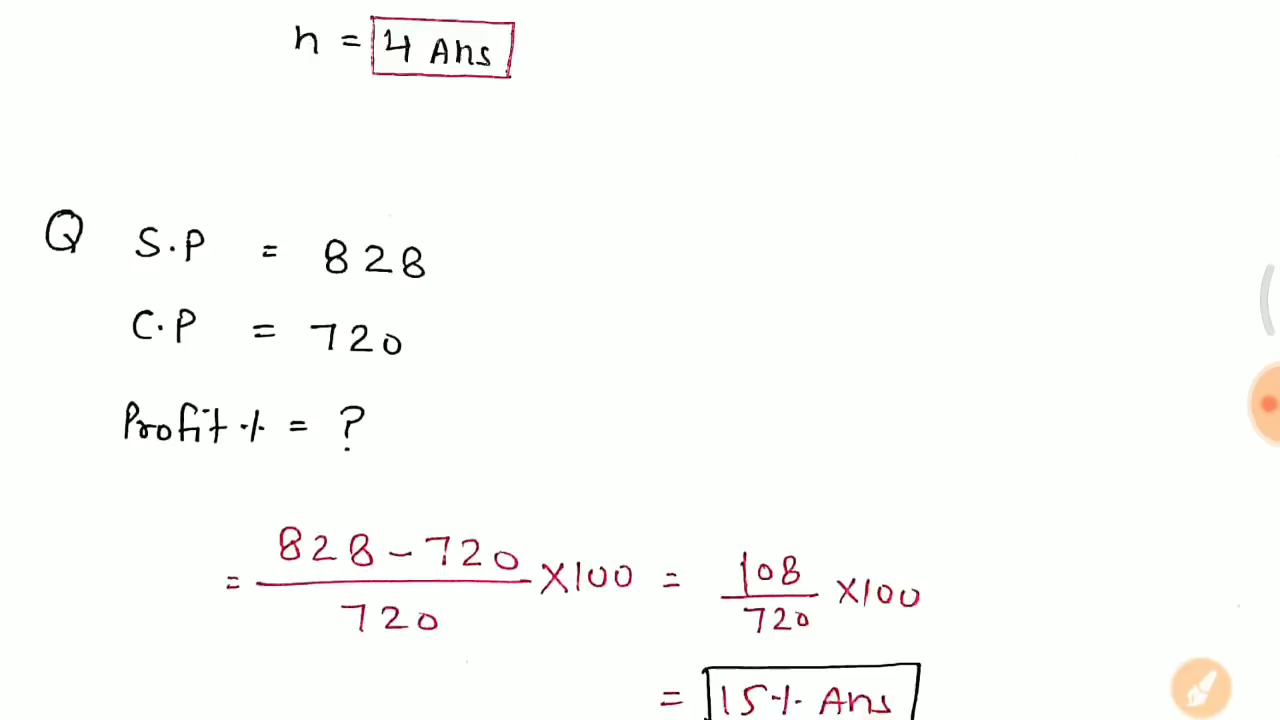 n = 4 Ans
Q S.P = 828
C.P = 720
Profit % = ?
= 828 - 720 / 720 X100 = 108 / 720 X100
= 15% Ans